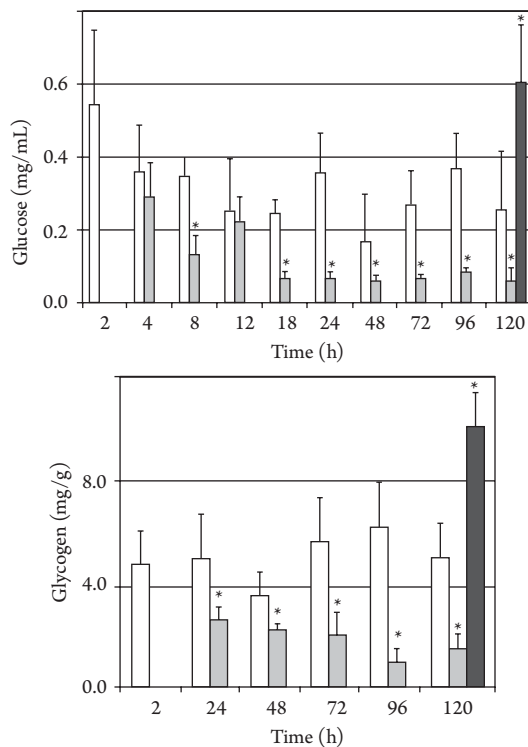 Glucose (mg/mL)
0.6
0.4
0.2
0.0
* * * * * * * *
2 4 8 12 18 24 48 72 96 120
Time (h)
Glycogen (mg/g)
8.0
4.0
0.0
* * * * * *
2 24 48 72 96 120
Time (h)